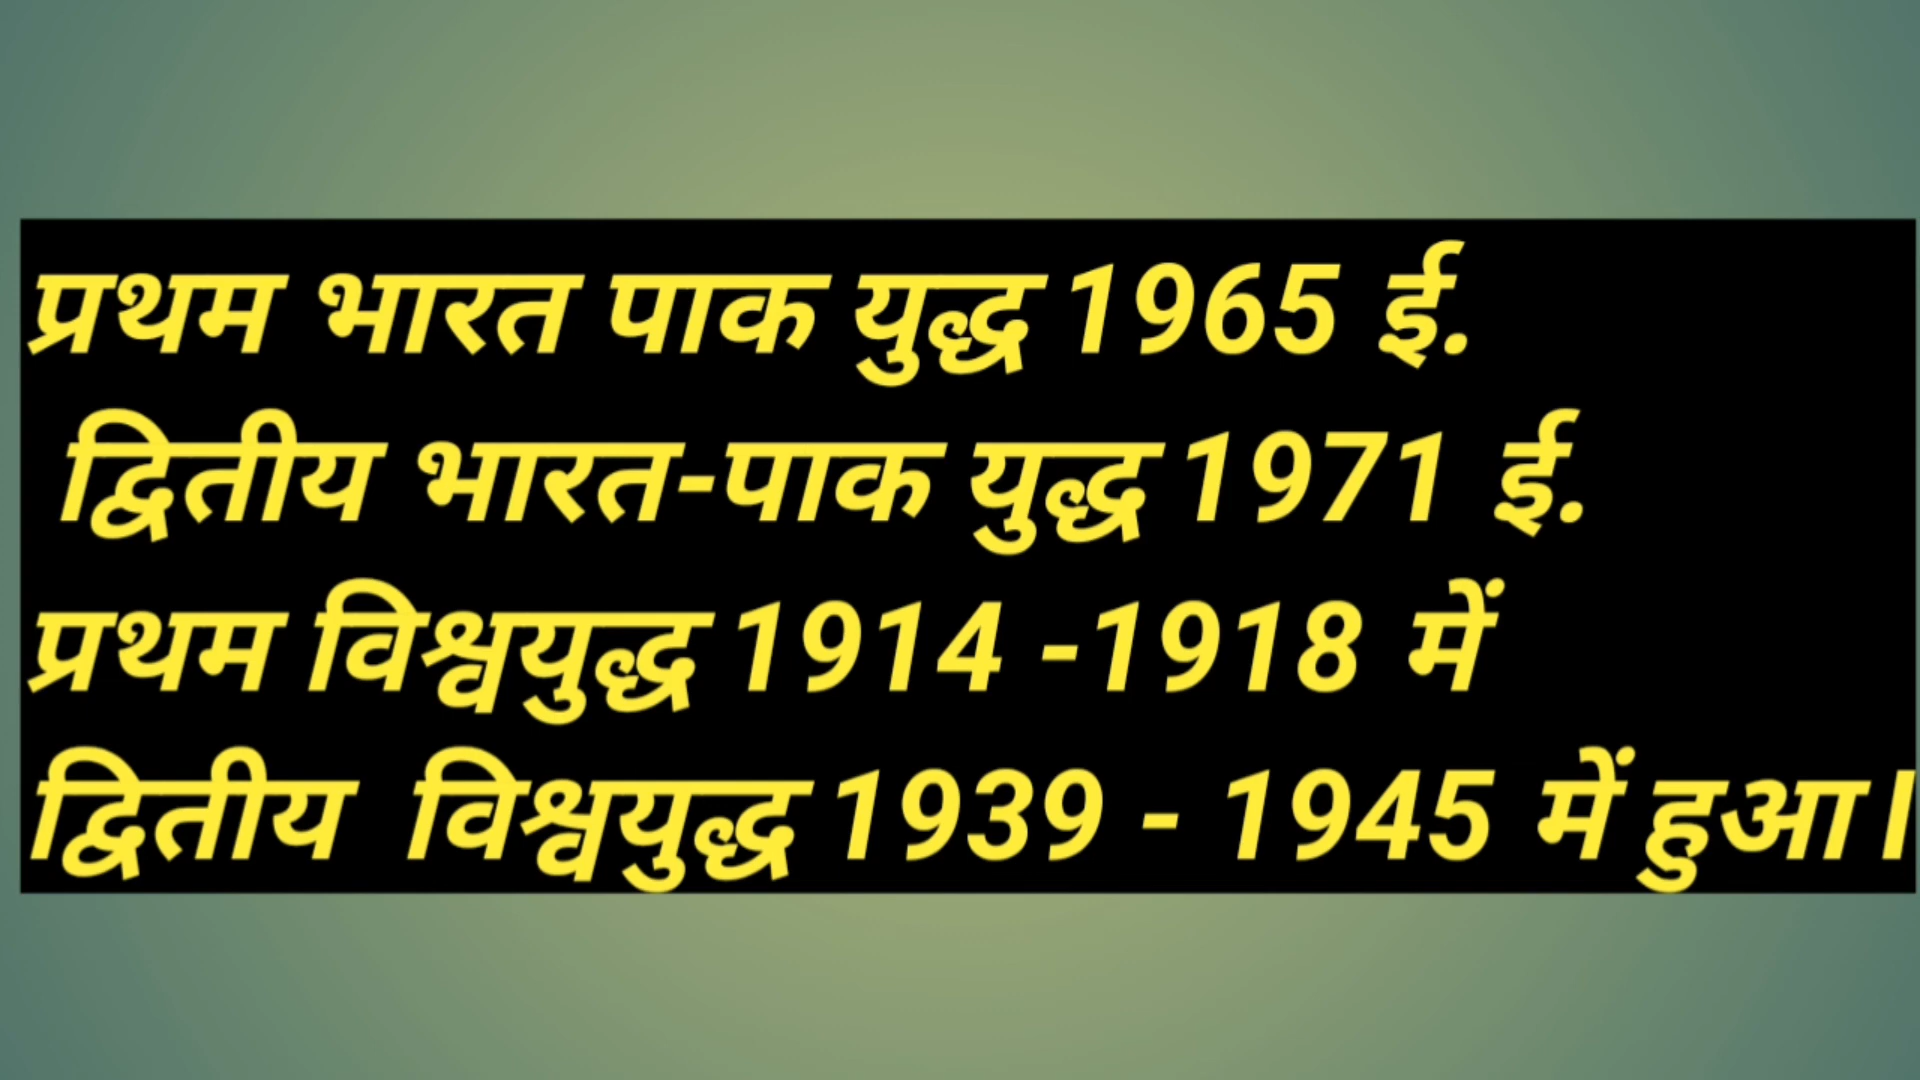 प्रथम भारत पाक युद्ध 1965 ई.
द्वितीय भारत-पाक युद्ध 1971 ई.
प्रथम विश्वयुद्ध 1914 -1918 में
द्वितीय विश्वयुद्ध 1939 - 1945 में हुआ।